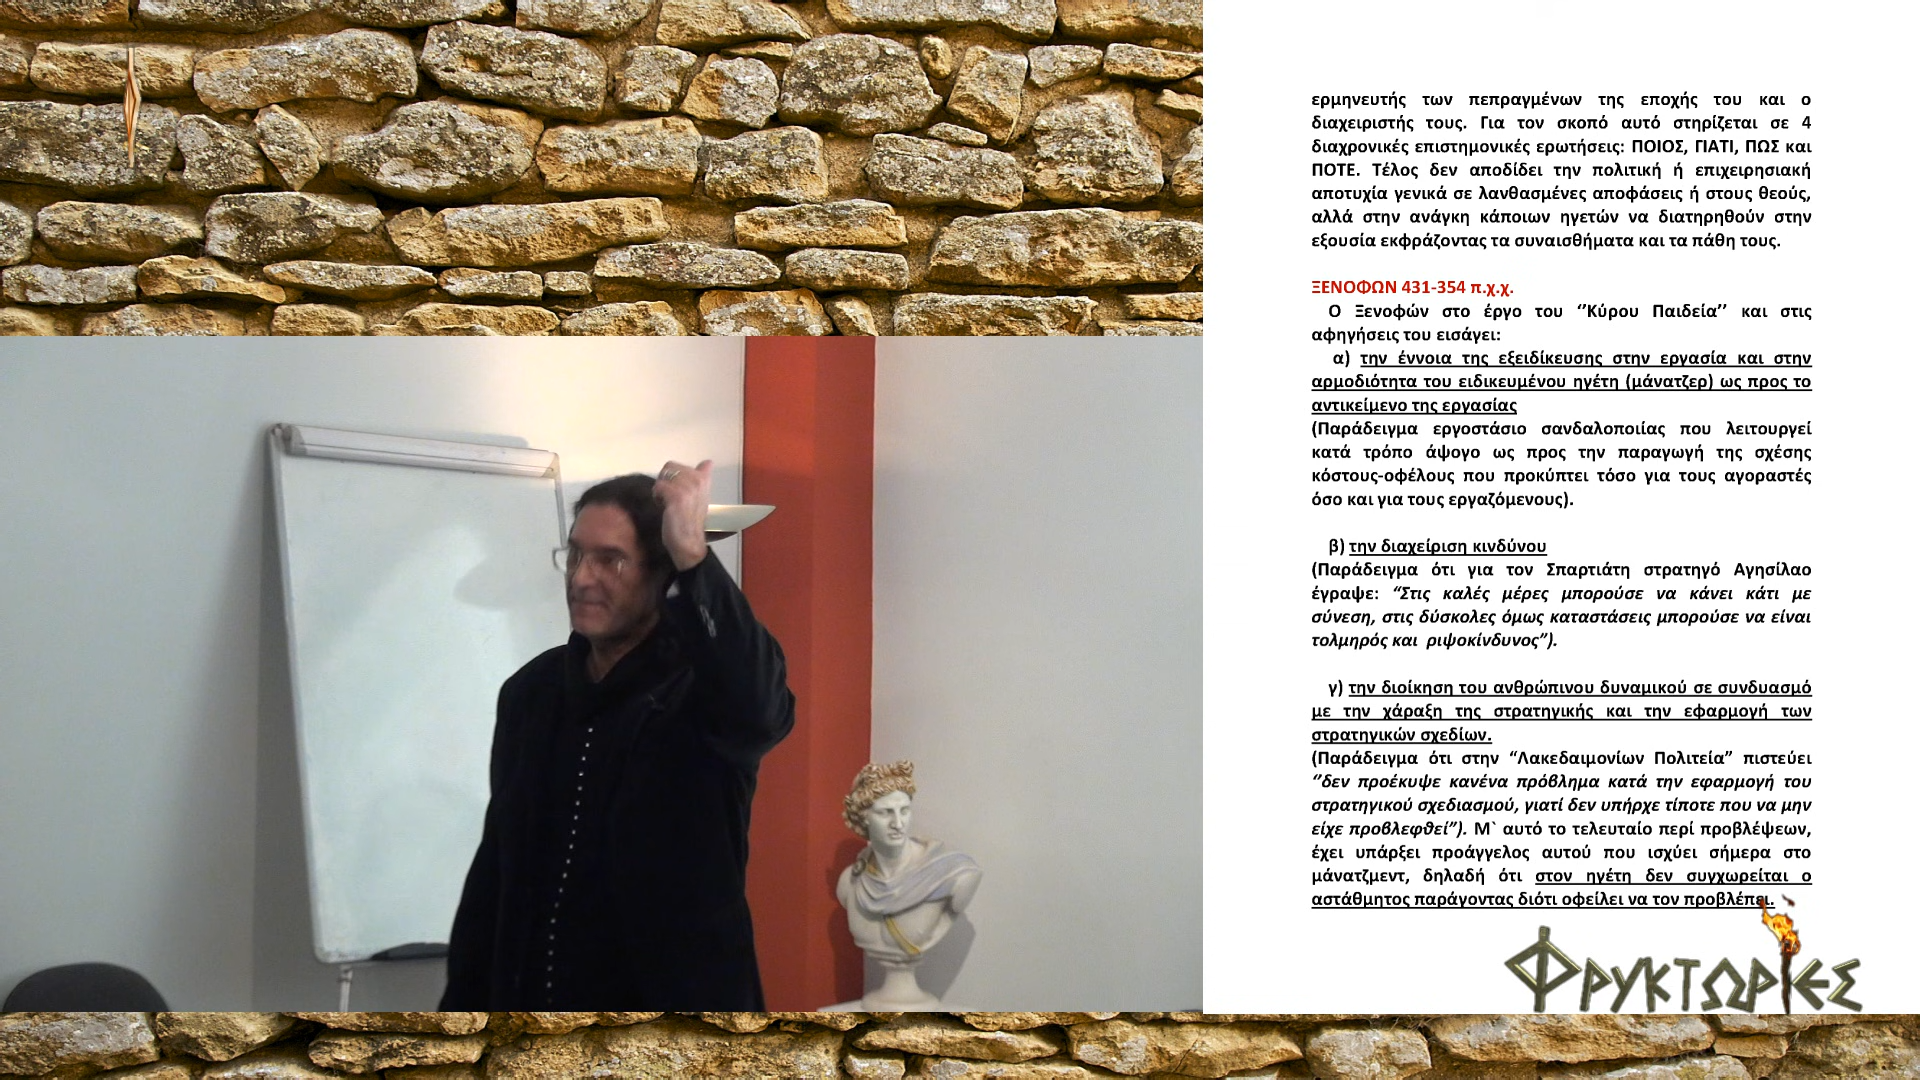 ερμηνευτής των πεπραγμένων της εποχής του και ο
διαχειριστής τους. Για τον σκοπό αυτό στηρίζεται σε 4
διαχρονικές επιστημονικές ερωτήσεις: ΠΟΙΟΣ, ΓΙΑΤΙ, ΠΩΣ και
ΠΟΤΕ. Τέλος δεν αποδίδει την πολιτική ή επιχειρησιακή
αποτυχία γενικά σε λανθασμένες αποφάσεις ή στους θεούς,
αλλά στην ανάγκη κάποιων ηγετών να διατηρηθούν στην
εξουσία εκφράζοντας τα συναισθήματα και τα πάθη τους.
ΞΕΝΟΦΩΝ 431-354 π.χ.χ.
Ο Ξενοφών στο έργο του ‘’Κύρου Παιδεία’’ και στις
αφηγήσεις του εισάγει:
α) την έννοια της εξειδίκευσης στην εργασία και στην
αρμοδιότητα του ειδικευμένου ηγέτη (μάνατζερ) ως προς το
αντικείμενο της εργασίας
(Παράδειγμα εργοστάσιο σανδαλοποιίας που λειτουργεί
κατά τρόπο άψογο ως προς την παραγωγή της σχέσης
κόστους-οφέλους που προκύπτει τόσο για τους αγοραστές
όσο και για τους εργαζόμενους).
β) την διαχείριση κινδύνου
(Παράδειγμα ότι για τον Σπαρτιάτη στρατηγό Αγησίλαο
έγραψε: “Στις καλές μέρες μπορούσε να κάνει κάτι με
σύνεση, στις δύσκολες όμως καταστάσεις μπορούσε να είναι
τολμηρός και ριψοκίνδυνος”).
γ) την διοίκηση του ανθρώπινου δυναμικού σε συνδυασμό
με την χάραξη της στρατηγικής και την εφαρμογή των
στρατηγικών σχεδίων.
(Παράδειγμα ότι στην “Λακεδαιμονίων Πολιτεία” πιστεύει
‘’δεν προέκυψε κανένα πρόβλημα κατά την εφαρμογή του
στρατηγικού σχεδιασμού, γιατί δεν υπήρχε τίποτε που να μην
είχε προβλεφθεί”). Μ` αυτό το τελευταίο περί προβλέψεων,
έχει υπάρξει προάγγελος αυτού που ισχύει σήμερα στο
μάνατζμεντ, δηλαδή ότι στον ηγέτη δεν συγχωρείται ο
αστάθμητος παράγοντας διότι οφείλει να τον προβλέπει.
ΦΡΥΚΤΩΡΙΕΣ